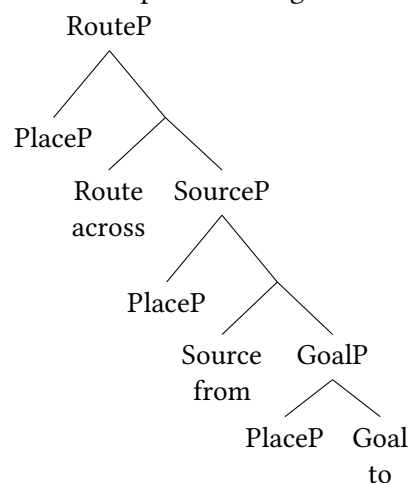 RouteP
PlaceP
Route SourceP
across
PlaceP
Source GoalP
from
PlaceP Goal
to